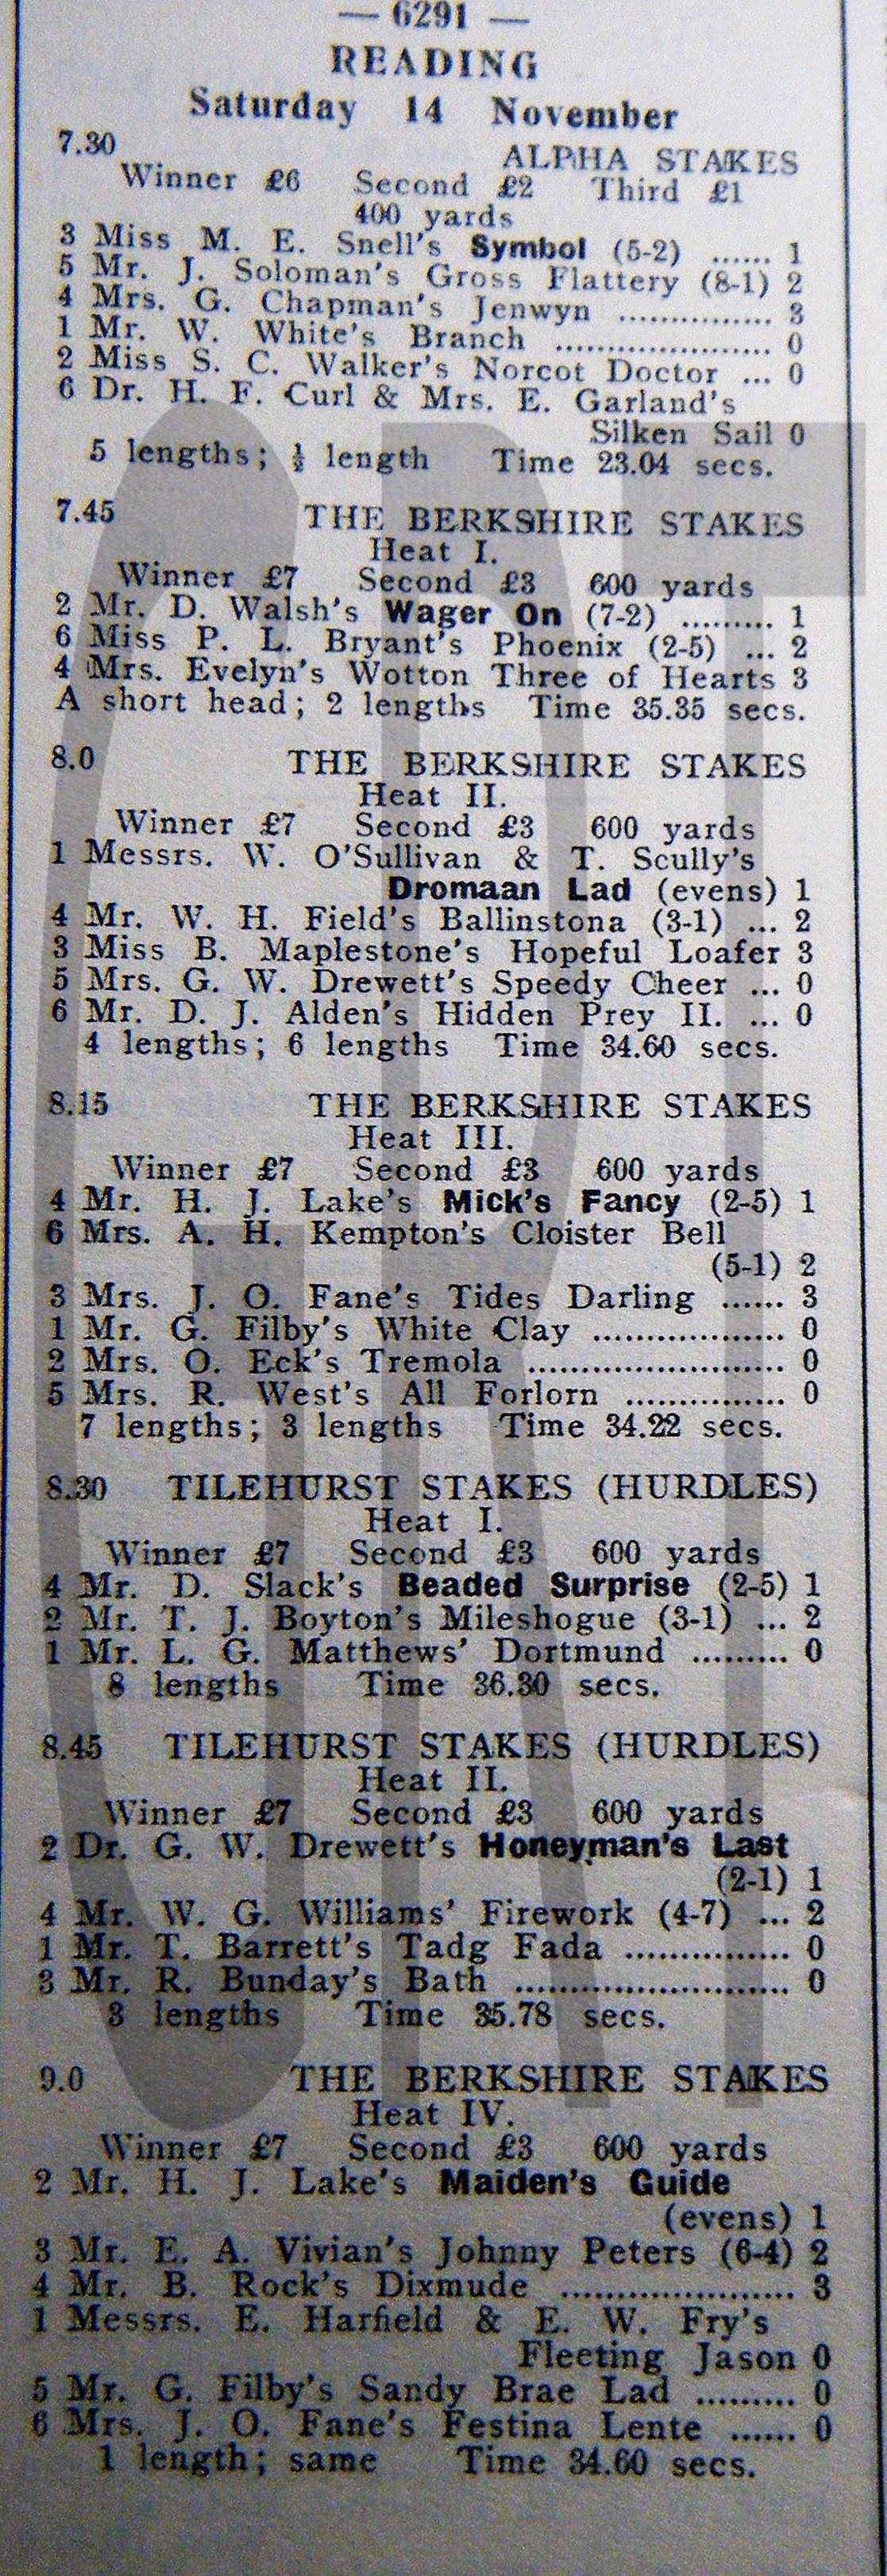 — 6291 —
READING
Saturday 14 November
7.30 ALPHA STAKES
Winner £6 Second £2 Third £1
400 yards
3 Miss M. E. Snell's Symbol (5-2) ...... 1
5 Mr. J. Soloman's Gross Flattery (8-1) 2
4 Mrs. G. Chapman's Jenwyn ............... 3
1 Mr. W. White's Branch ..................... 0
2 Miss S. C. Walker's Norcot Doctor ... 0
6 Dr. H. F. Curl & Mrs. E. Garland's
Silken Sail 0
5 lengths; ½ length Time 23.04 secs.
7.45 THE BERKSHIRE STAKES
Heat I.
Winner £7 Second £3 600 yards
2 Mr. D. Walsh's Wager On (7-2) ......... 1
6 Miss P. L. Bryant's Phoenix (2-5) ... 2
4 Mrs. Evelyn's Wotton Three of Hearts 3
A short head; 2 lengths Time 35.35 secs.
8.0 THE BERKSHIRE STAKES
Heat II.
Winner £7 Second £3 600 yards
1 Messrs. W. O'Sullivan & T. Scully's
Dromaan Lad (evens) 1
4 Mr. W. H. Field's Ballinstona (3-1) ... 2
3 Miss B. Maplestone's Hopeful Loafer 3
5 Mrs. G. W. Drewett's Speedy Cheer ... 0
6 Mr. D. J. Alden's Hidden Prey II. ... 0
4 lengths; 6 lengths Time 34.60 secs.
8.15 THE BERKSHIRE STAKES
Heat III.
Winner £7 Second £3 600 yards
4 Mr. H. J. Lake's Mick's Fancy (2-5) 1
6 Mrs. A. H. Kempton's Cloister Bell
(5-1) 2
3 Mrs. J. O. Fane's Tides Darling ...... 3
1 Mr. G. Filby's White Clay .................. 0
2 Mrs. O. Eck's Tremola ......................... 0
5 Mrs. R. West's All Forlorn ............... 0
7 lengths; 3 lengths Time 34.22 secs.
8.30 TILEHURST STAKES (HURDLES)
Heat I.
Winner £7 Second £3 600 yards
4 Mr. D. Slack's Beaded Surprise (2-5) 1
2 Mr. T. J. Boyton's Mileshogue (3-1) ... 2
1 Mr. L. G. Matthews' Dortmund ......... 0
8 lengths Time 36.30 secs.
8.45 TILEHURST STAKES (HURDLES)
Heat II.
Winner £7 Second £3 600 yards
2 Dr. G. W. Drewett's Honeyman's Last
(2-1) 1
4 Mr. W. G. Williams' Firework (4-7) ... 2
1 Mr. T. Barrett's Tadg Fada ................ 0
3 Mr. R. Bunday's Bath .......................... 0
3 lengths Time 35.78 secs.
9.0 THE BERKSHIRE STAKES
Heat IV.
Winner £7 Second £3 600 yards
2 Mr. H. J. Lake's Maiden's Guide
(evens) 1
3 Mr. E. A. Vivian's Johnny Peters (6-4) 2
4 Mr. B. Rock's Dixmude ..................... 3
1 Messrs. E. Harfield & E. W. Fry's
Fleeting Jason 0
5 Mr. G. Filby's Sandy Brae Lad ......... 0
6 Mrs. J. O. Fane's Festina Lente ...... 0
1 length; same Time 34.60 secs.